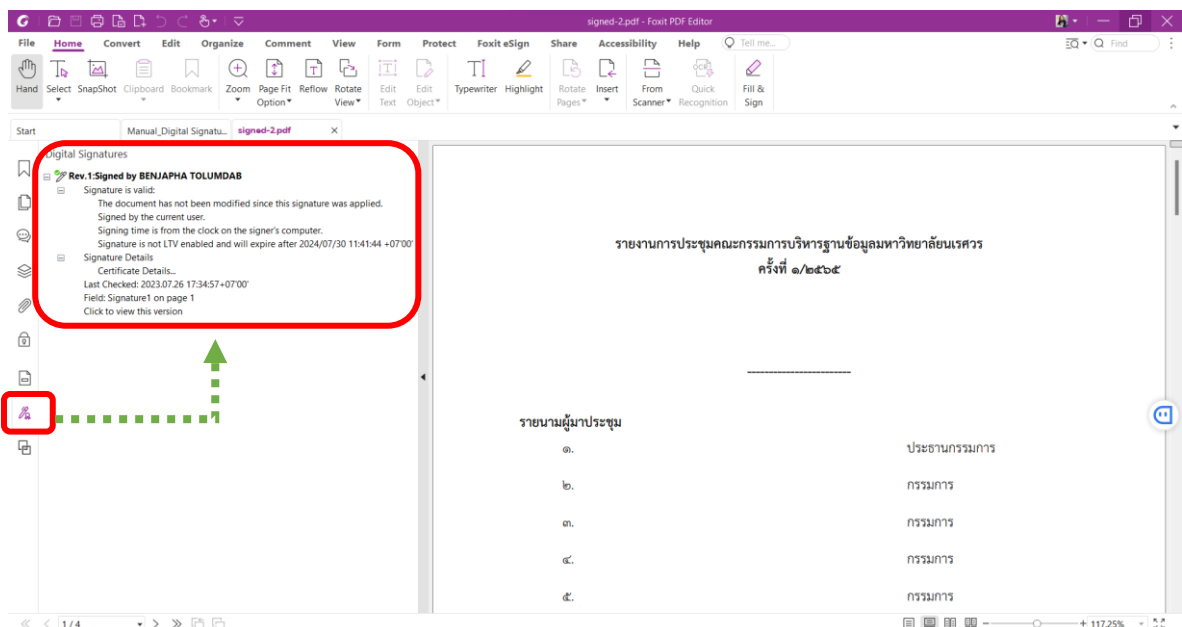 signed-2.pdf - Foxit PDF Editor
File Home Convert Edit Organize Comment View Form Protect Foxit eSign Share Accessibility Help Tell me... Find
Hand Select SnapShot Clipboard Bookmark Zoom Page Fit Option Reflow Rotate View Edit Text Edit Object Typewriter Highlight Rotate Pages Insert From Scanner Quick Recognition Fill & Sign
Start Manual_Digital Signatu... signed-2.pdf
Digital Signatures
Rev.1:Signed by BENJAPHA TOLUMDAB
Signature is valid:
The document has not been modified since this signature was applied.
Signed by the current user.
Signing time is from the clock on the signer's computer.
Signature is not LTV enabled and will expire after 2024/07/30 11:41:44 +07'00'
Signature Details
Certificate Details...
Last Checked: 2023.07.26 17:34:57+07'00'
Field: Signature1 on page 1
Click to view this version
รายงานการประชุมคณะกรรมการบริหารฐานข้อมูลมหาวิทยาลัยนเรศวร
ครั้งที่ ๑/๒๕๖๕
------------------------
รายนามผู้มาประชุม
๑. ประธานกรรมการ
๒. กรรมการ
๓. กรรมการ
๔. กรรมการ
๕. กรรมการ
1/4 117.25%